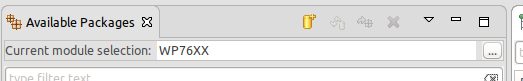 Available Packages
Current module selection: WP76XX ...
type filter text